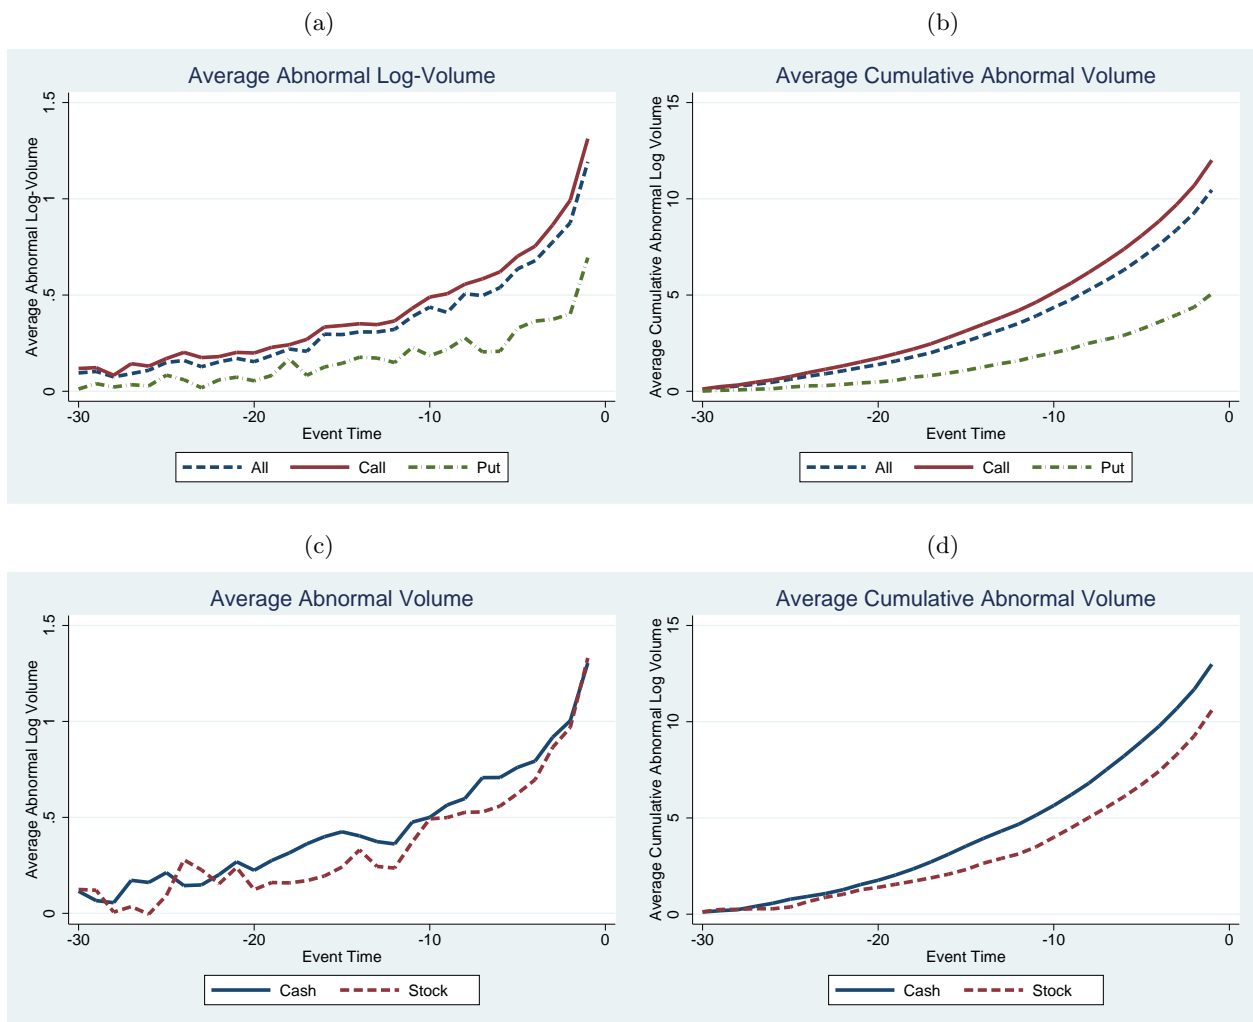 (a)
Average Abnormal Log-Volume
Average Abnormal Log-Volume
1.5
1
.5
0
-30 -20 -10 0
Event Time
All Call Put
(b)
Average Cumulative Abnormal Volume
Average Cumulative Abnormal Log Volume
15
10
5
0
-30 -20 -10 0
Event Time
All Call Put
(c)
Average Abnormal Volume
Average Abnormal Log Volume
1.5
1
.5
0
-30 -20 -10 0
Event Time
Cash Stock
(d)
Average Cumulative Abnormal Volume
Average Cumulative Abnormal Log Volume
15
10
5
0
-30 -20 -10 0
Event Time
Cash Stock